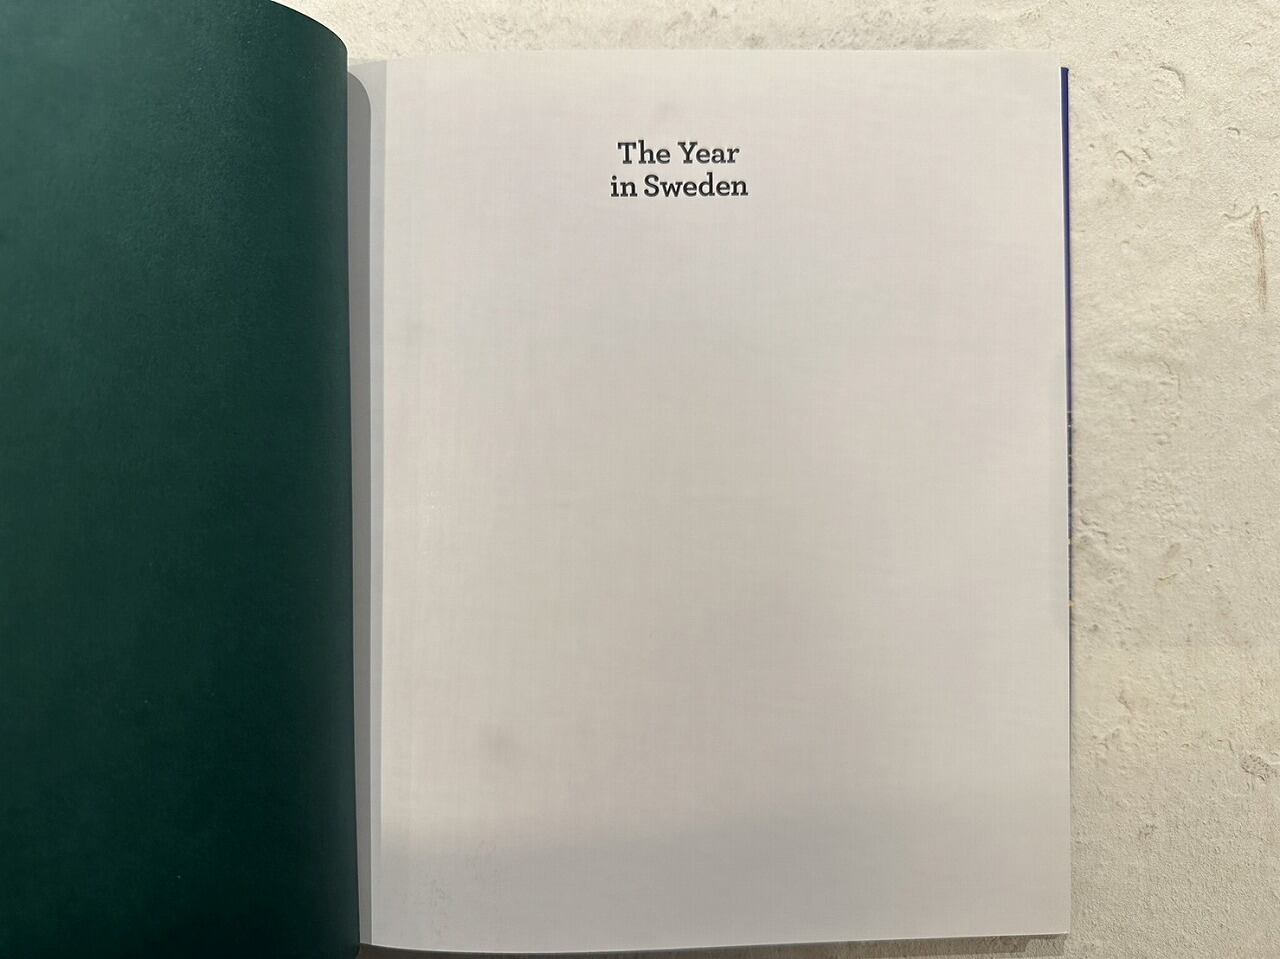 The Year
in Sweden